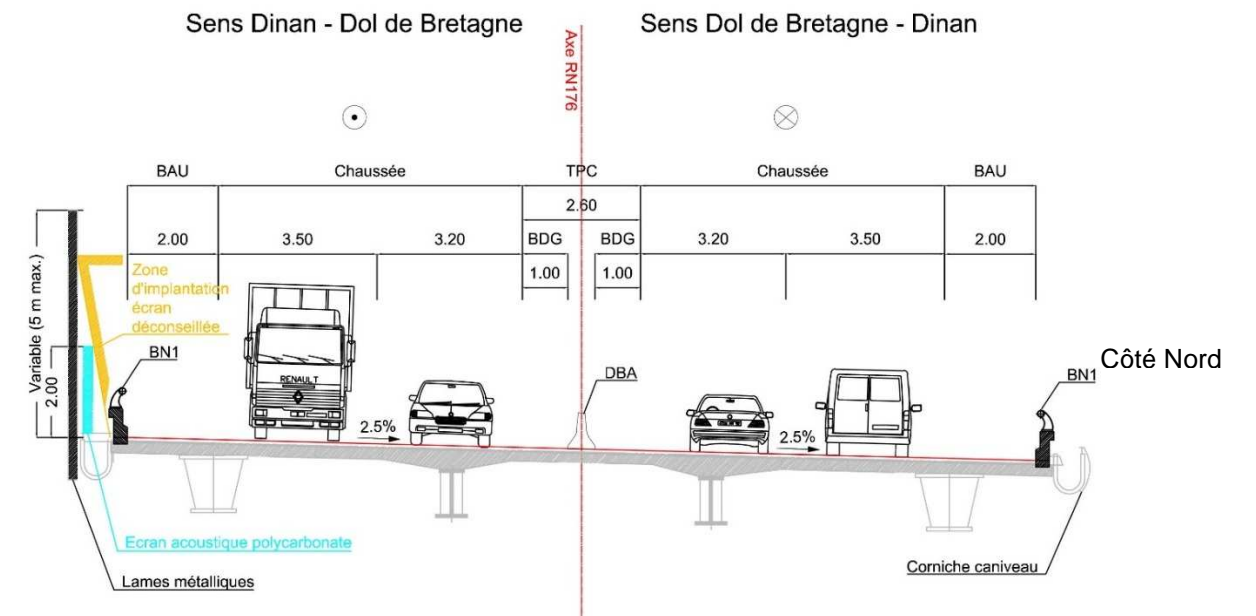 Sens Dinan - Dol de Bretagne
Sens Dol de Bretagne - Dinan
Axe RN176
BAU
Chaussée
TPC
Chaussée
BAU
2.60
2.00
3.50
3.20
BDG
BDG
3.20
3.50
2.00
1.00
1.00
Variable (5 m max.)
2.00
Zone
d'implantation
écran
déconseillée
BN1
RENAULT
2.5%
DBA
2.5%
BN1
Côté Nord
Ecran acoustique polycarbonate
Lames métalliques
Corniche caniveau